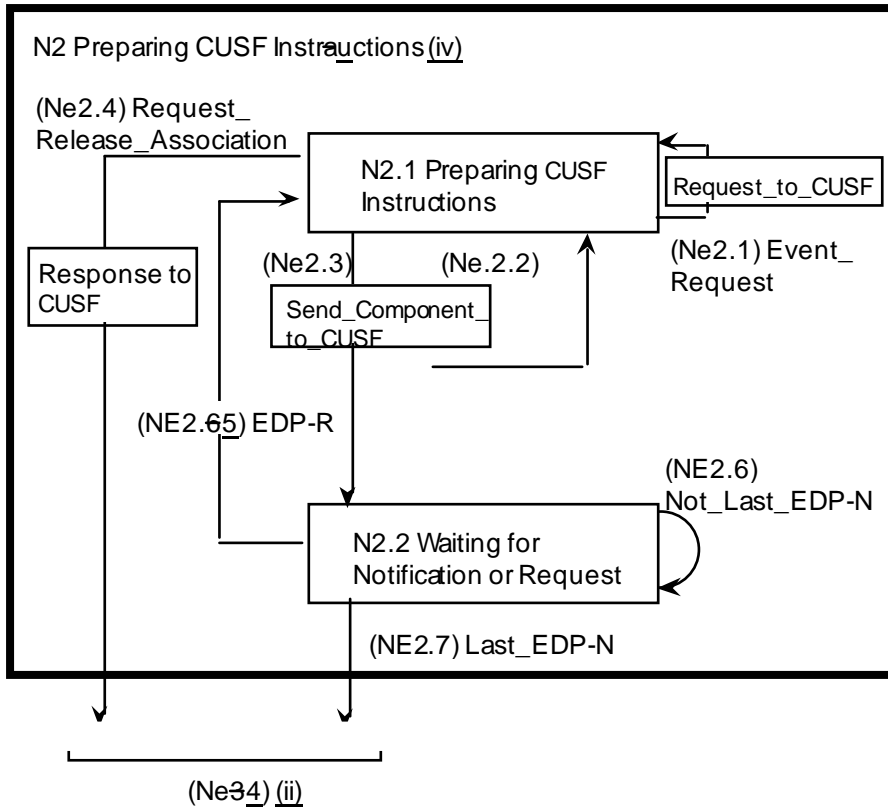 N2 Preparing CUSF Instrauctions (iv)
(Ne2.4) Request_
Release_Association
N2.1 Preparing CUSF
Instructions
Request_to_CUSF
(Ne2.1) Event_
Request
Response to
CUSF
(Ne2.3)
(Ne.2.2)
Send_Component_
to_CUSF
(NE2.65) EDP-R
(NE2.6)
Not_Last_EDP-N
N2.2 Waiting for
Notification or Request
(NE2.7) Last_EDP-N
(Ne34) (ii)